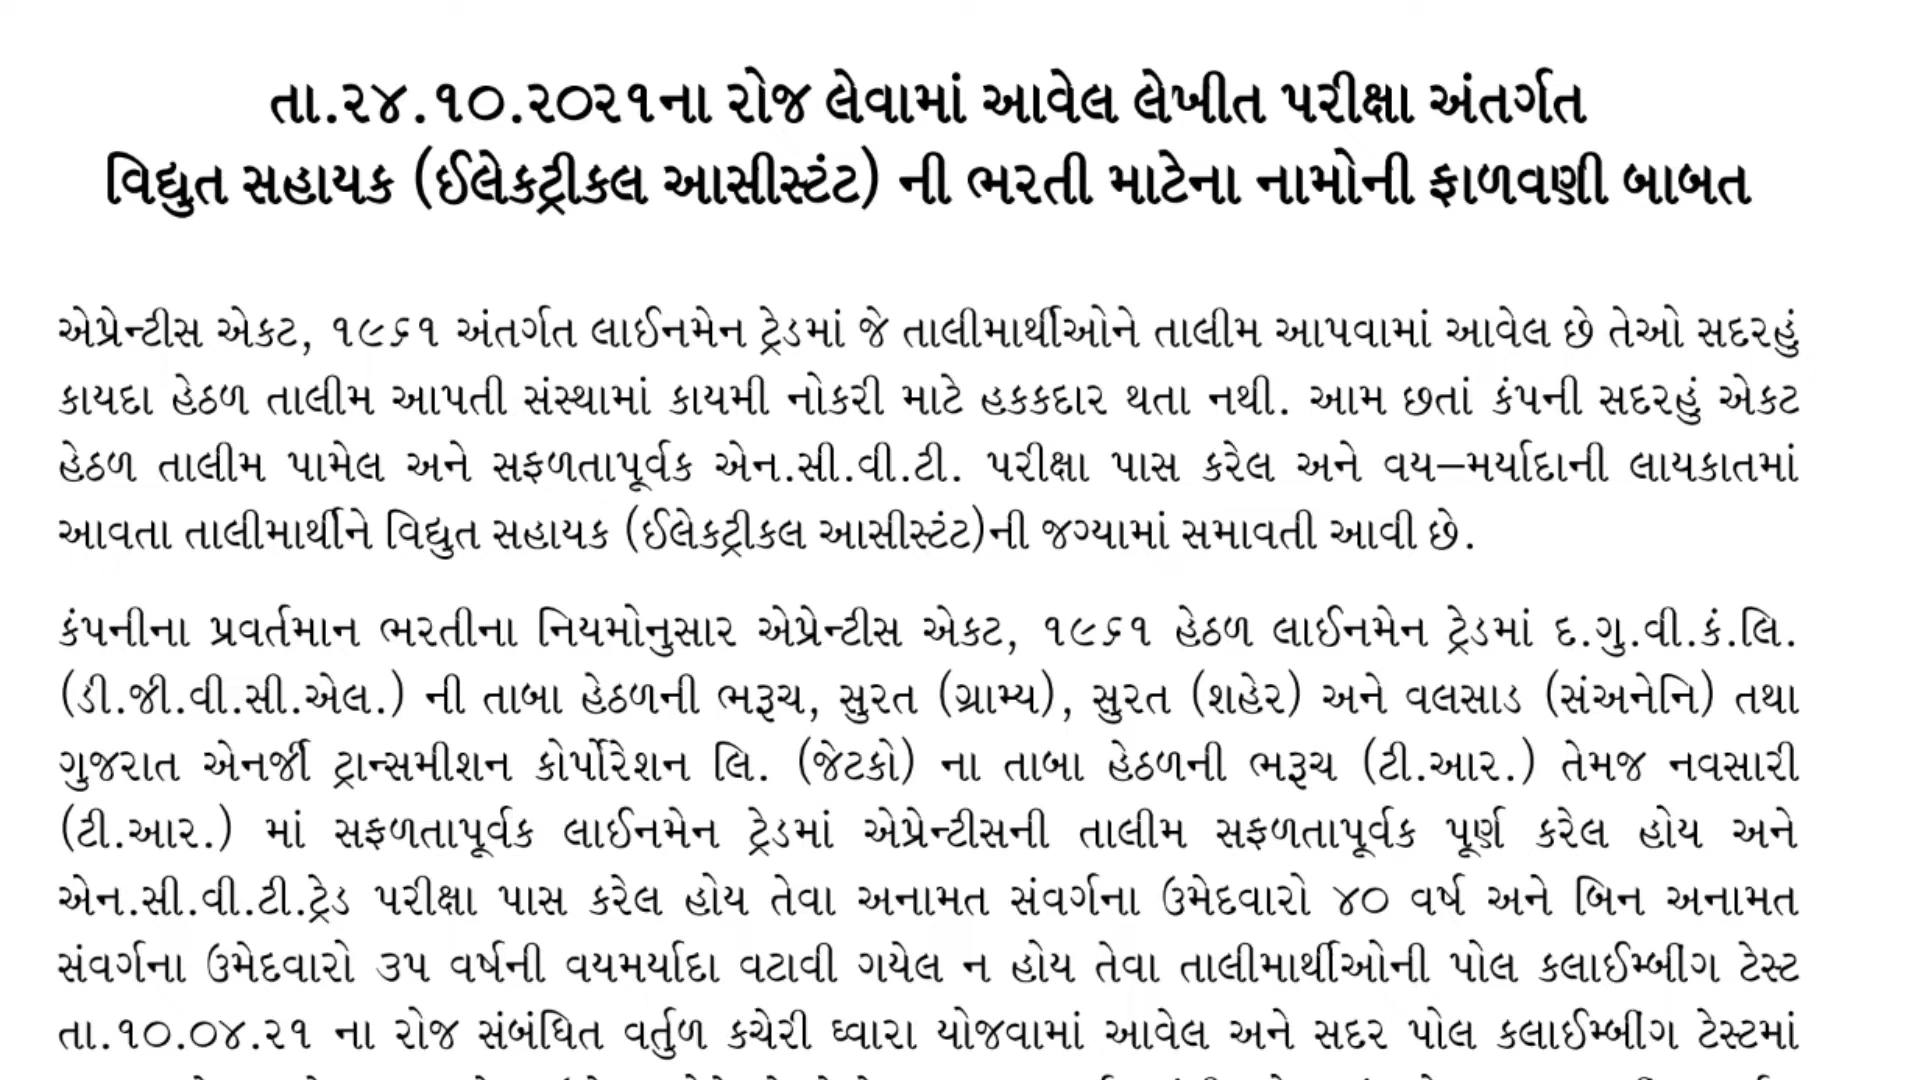 તા.૨૪.૧૦.૨૦૨૧ના રોજ લેવામાં આવેલ લેખીત પરીક્ષા અંતર્ગત
વિદ્યુત સહાયક (ઈલેકટ્રીકલ આસીસ્ટંટ) ની ભરતી માટેના નામોની ફાળવણી બાબત
એપ્રેન્ટીસ એકટ, ૧૯૬૧ અંતર્ગત લાઈનમેન ટ્રેડમાં જે તાલીમાર્થીઓને તાલીમ આપવામાં આવેલ છે તેઓ સદરહું
કાયદા હેઠળ તાલીમ આપતી સંસ્થામાં કાયમી નોકરી માટે હકકદાર થતા નથી. આમ છતાં કંપની સદરહું એકટ
હેઠળ તાલીમ પામેલ અને સફળતાપૂર્વક એન.સી.વી.ટી. પરીક્ષા પાસ કરેલ અને વય–મર્યાદાની લાયકાતમાં
આવતા તાલીમાર્થીને વિદ્યુત સહાયક (ઈલેકટ્રીકલ આસીસ્ટંટ)ની જગ્યામાં સમાવતી આવી છે.
કંપનીના પ્રવર્તમાન ભરતીના નિયમોનુસાર એપ્રેન્ટીસ એકટ, ૧૯૬૧ હેઠળ લાઈનમેન ટ્રેડમાં દ.ગુ.વી.કં.લિ.
(ડી.જી.વી.સી.એલ.) ની તાબા હેઠળની ભરૂચ, સુરત (ગ્રામ્ય), સુરત (શહેર) અને વલસાડ (સંઅનેનિ) તથા
ગુજરાત એનર્જી ટ્રાન્સમીશન કોર્પોરેશન લિ. (જેટકો) ના તાબા હેઠળની ભરૂચ (ટી.આર.) તેમજ નવસારી
(ટી.આર.) માં સફળતાપૂર્વક લાઈનમેન ટ્રેડમાં એપ્રેન્ટીસની તાલીમ સફળતાપૂર્વક પૂર્ણ કરેલ હોય અને
એન.સી.વી.ટી.ટ્રેડ પરીક્ષા પાસ કરેલ હોય તેવા અનામત સંવર્ગના ઉમેદવારો ૪૦ વર્ષ અને બિન અનામત
સંવર્ગના ઉમેદવારો ૩૫ વર્ષની વયમર્યાદા વટાવી ગયેલ ન હોય તેવા તાલીમાર્થીઓની પોલ કલાઈમ્બીંગ ટેસ્ટ
તા.૧૦.૦૪.૨૧ ના રોજ સંબંધિત વર્તુળ કચેરી ધ્વારા યોજવામાં આવેલ અને સદર પોલ કલાઈમ્બીંગ ટેસ્ટમાં